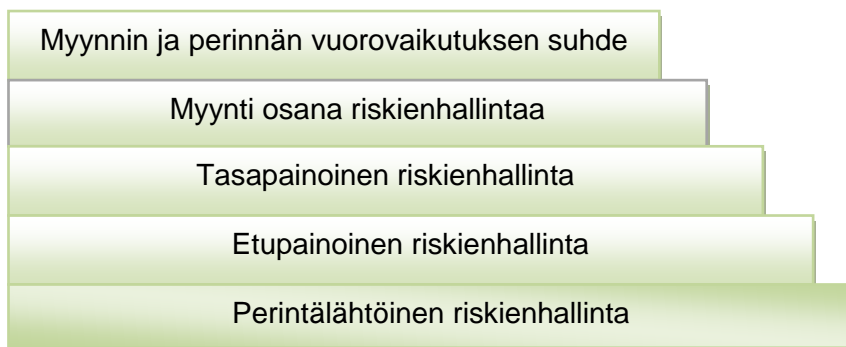 Myynnin ja perinnän vuorovaikutuksen suhde
Myynti osana riskienhallintaa
Tasapainoinen riskienhallinta
Etupainoinen riskienhallinta
Perintälähtöinen riskienhallinta